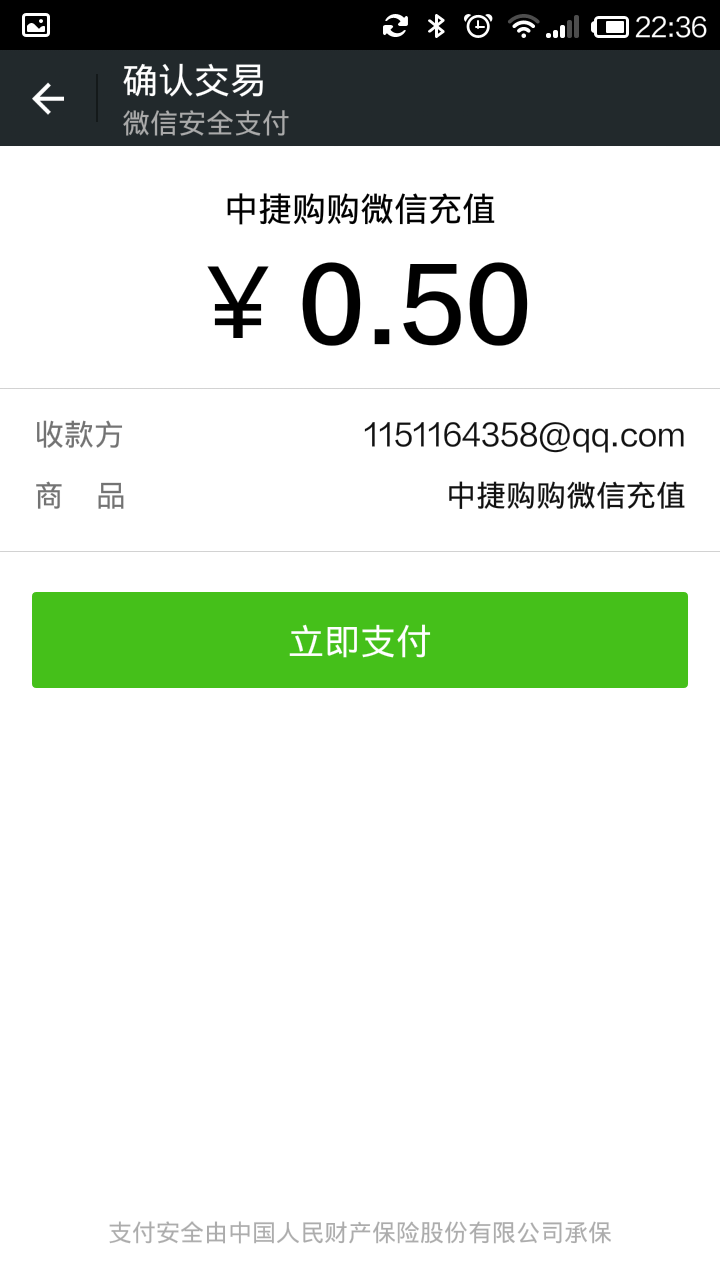 22:36
确认交易
微信安全支付
中捷购购微信充值
¥ 0.50
收款方 1151164358@qq.com
商 品 中捷购购微信充值
立即支付
支付安全由中国人民财产保险股份有限公司承保